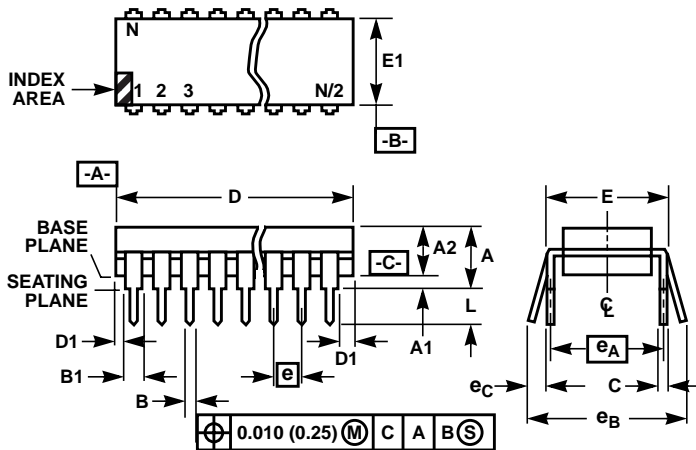 N
E1
INDEX
AREA
1 2 3 N/2
-B-
-A-
D
E
BASE
PLANE
A2
A
-C-
SEATING
PLANE
L
D1
B1
A1
D1
e
B
eA
eC
C
eB
0.010 (0.25) M C A B S